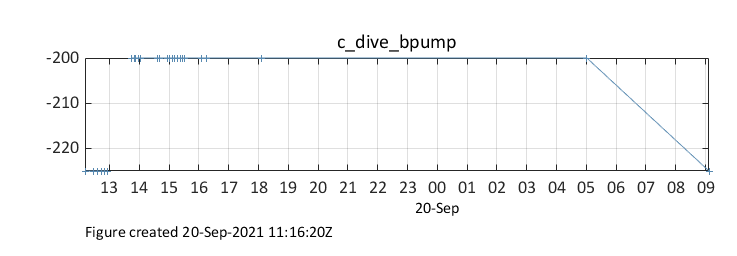 c_dive_bpump
-200
-210
-220
13 14 15 16 17 18 19 20 21 22 23 00 01 02 03 04 05 06 07 08 09
20-Sep
Figure created 20-Sep-2021 11:16:20Z